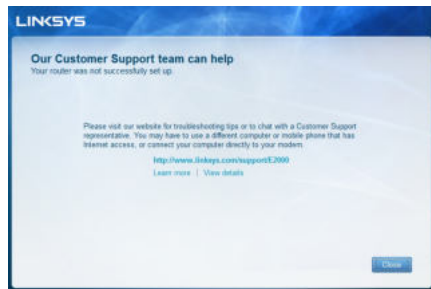 LINKSYS
Our Customer Support team can help
Your router was not successfully set up.
Please visit our website for troubleshooting tips or to chat with a Customer Support
representative. You may have to use a different computer or mobile phone that has
Internet access, or connect your computer directly to your modem.
http://www.linksys.com/support/E2000
Learn more | View details
Close